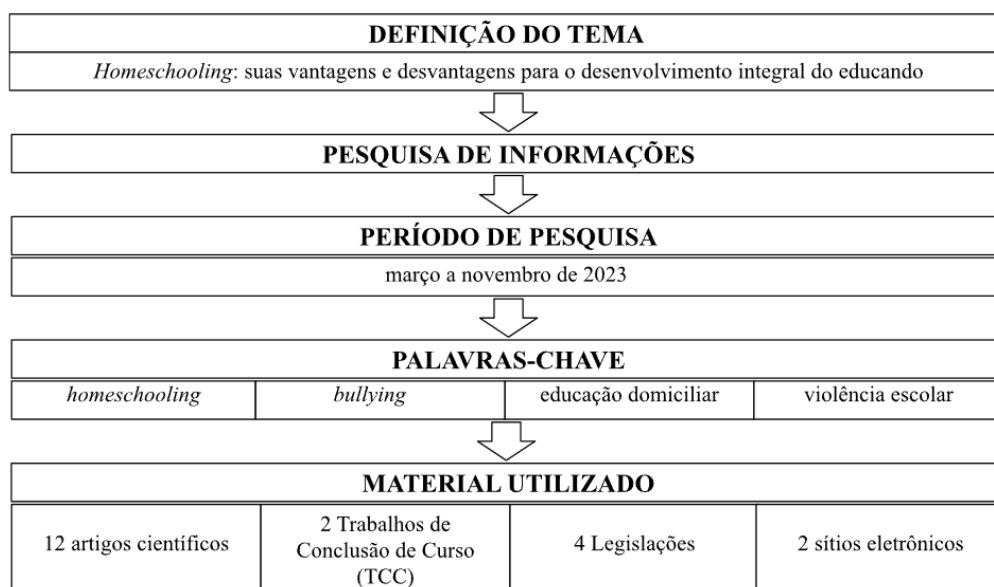 DEFINIÇÃO DO TEMA
Homeschooling: suas vantagens e desvantagens para o desenvolvimento integral do educando
PESQUISA DE INFORMAÇÕES
PERÍODO DE PESQUISA
março a novembro de 2023
PALAVRAS-CHAVE
homeschooling
bullying
educação domiciliar
violência escolar
MATERIAL UTILIZADO
12 artigos científicos
2 Trabalhos de
Conclusão de Curso
(TCC)
4 Legislações
2 sítios eletrônicos